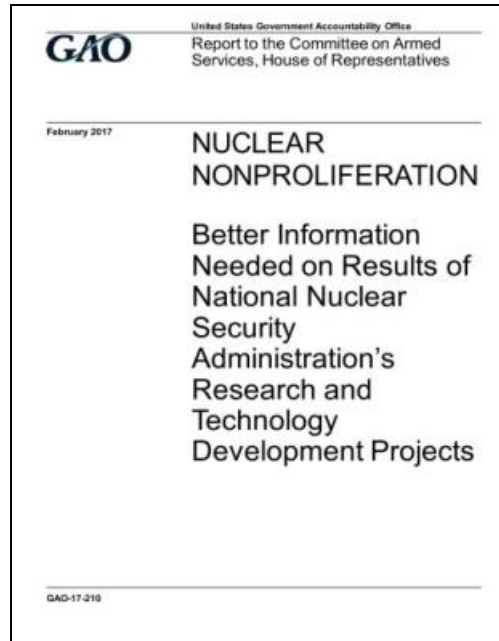 United States Government Accountability Office
GAO
Report to the Committee on Armed
Services, House of Representatives
February 2017
NUCLEAR
NONPROLIFERATION
Better Information
Needed on Results of
National Nuclear
Security
Administration's
Research and
Technology
Development Projects
GAO-17-210